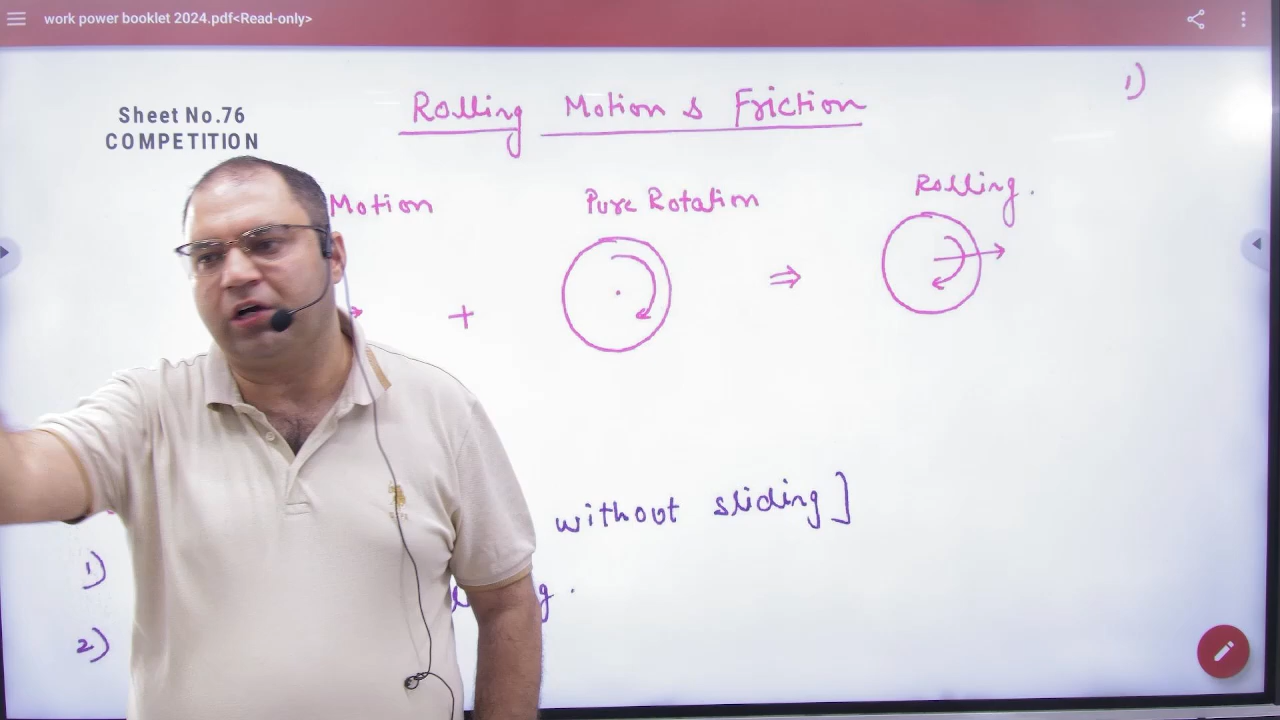 work power booklet 2024.pdf<Read-only>
1)
Sheet No.76
COMPETITION
Rolling Motion & Friction
Motion
Pure Rotation
Rolling.
+
⇒
without sliding]
1)
2)